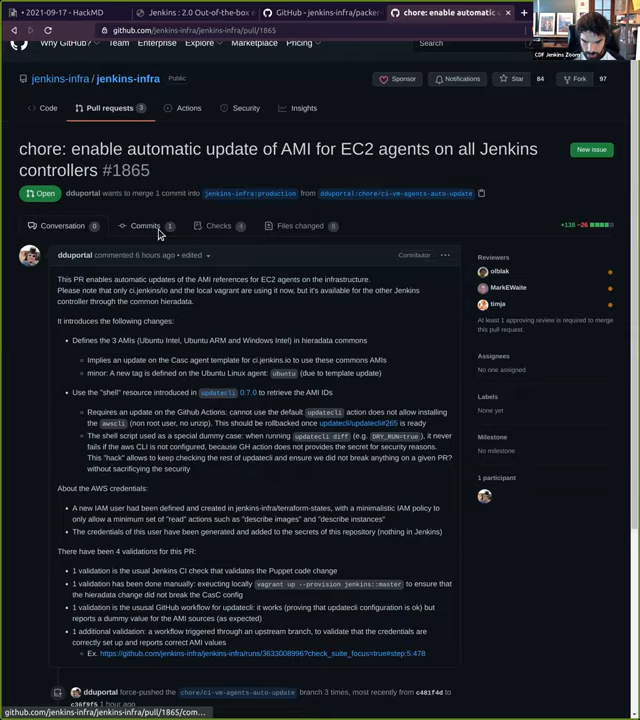 2021-09-17 - HackMD
Jenkins : 2.0 Out-of-the-box e
GitHub - jenkins-infra/packer
chore: enable automatic u
github.com/jenkins-infra/jenkins-infra/pull/1865
CDF Jenkins Zoom
Why GitHub?
Team
Enterprise
Explore
Marketplace
Pricing
Search
jenkins-infra / jenkins-infra
Public
Sponsor
Notifications
Star
84
Fork
97
Code
Pull requests 3
Actions
Security
Insights
chore: enable automatic update of AMI for EC2 agents on all Jenkins
controllers #1865
New issue
Open
dduportal wants to merge 1 commit into jenkins-infra:production from dduportal:chore/ci-vm-agents-auto-update
Conversation 0
Commits 1
Checks 4
Files changed 8
+138 −26
dduportal commented 6 hours ago • edited
Contributor
This PR enables automatic updates of the AMI references for EC2 agents on the infrastructure.
Please note that only ci.jenkins/io and the local vagrant are using it now, but it's available for the other Jenkins
controller through the common hieradata.
It introduces the following changes:
• Defines the 3 AMIs (Ubuntu Intel, Ubuntu ARM and Windows Intel) in hieradata commons
Implies an update on the Casc agent template for ci.jenkins.io to use these commons AMIs
minor: A new tag is defined on the Ubuntu Linux agent: ubuntu (due to template update)
• Use the "shell" resource introduced in updatecli 0.7.0 to retrieve the AMI IDs
Requires an update on the Github Actions: cannot use the default updatecli action does not allow installing
the awscli (non root user, no unzip). This should be rollbacked once updatecli/updatecli#265 is ready
The shell script used as a special dummy case: when running updatecli diff (e.g. DRY_RUN=true), it never
fails if the aws CLI is not configured, because GH action does not provides the secret for security reasons.
This "hack" allows to keep checking the rest of updatecli and ensure we did not break anything on a given PR?
without sacrificying the security
About the AWS credentials:
• A new IAM user had been defined and created in jenkins-infra/terraform-states, with a minimalistic IAM policy to
only allow a minimum set of "read" actions such as "describe images" and "describe instances"
• The credentials of this user have been generated and added to the secrets of this repository (nothing in Jenkins)
There have been 4 validations for this PR:
• 1 validation is the usual Jenkins CI check that validates the Puppet code change
• 1 validation has been done manually: exeucting locally vagrant up --provision jenkins::master to ensure that
the hieradata change did not break the CasC config
• 1 validation is the ususal GitHub workflow for updatecli: it works (proving that updatecli configuration is ok) but
reports a dummy value for the AMI sources (as expected)
• 1 additional validation: a workflow triggered through an upstream branch, to validate that the credentials are
correctly set up and reports correct AMI values
Ex. https://github.com/jenkins-infra/jenkins-infra/runs/3633008996?check_suite_focus=true#step:5:478
Reviewers
olblak
MarkEWaite
timja
At least 1 approving review is required to merge
this pull request.
Assignees
No one assigned
Labels
None yet
Milestone
No milestone
1 participant
dduportal force-pushed the chore/ci-vm-agents-auto-update branch 3 times, most recently from c481f4d to
c36f9f5 1 hour ago
github.com/jenkins-infra/jenkins-infra/pull/1865/com...